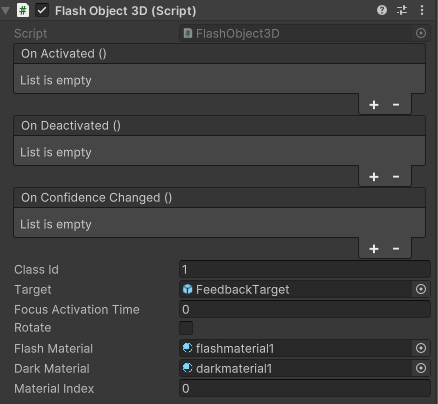 Flash Object 3D (Script)
Script FlashObject3D
On Activated ()
List is empty
+ -
On Deactivated ()
List is empty
+ -
On Confidence Changed ()
List is empty
+ -
Class Id 1
Target FeedbackTarget
Focus Activation Time 0
Rotate
Flash Material flashmaterial1
Dark Material darkmaterial1
Material Index 0